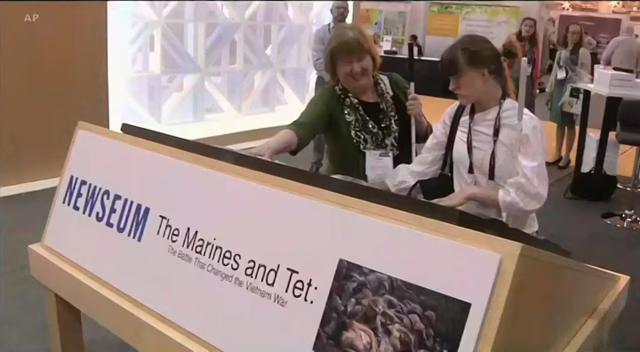 AP
NEWSEUM
The Marines and Tet:
The Battle That Changed the Vietnam War